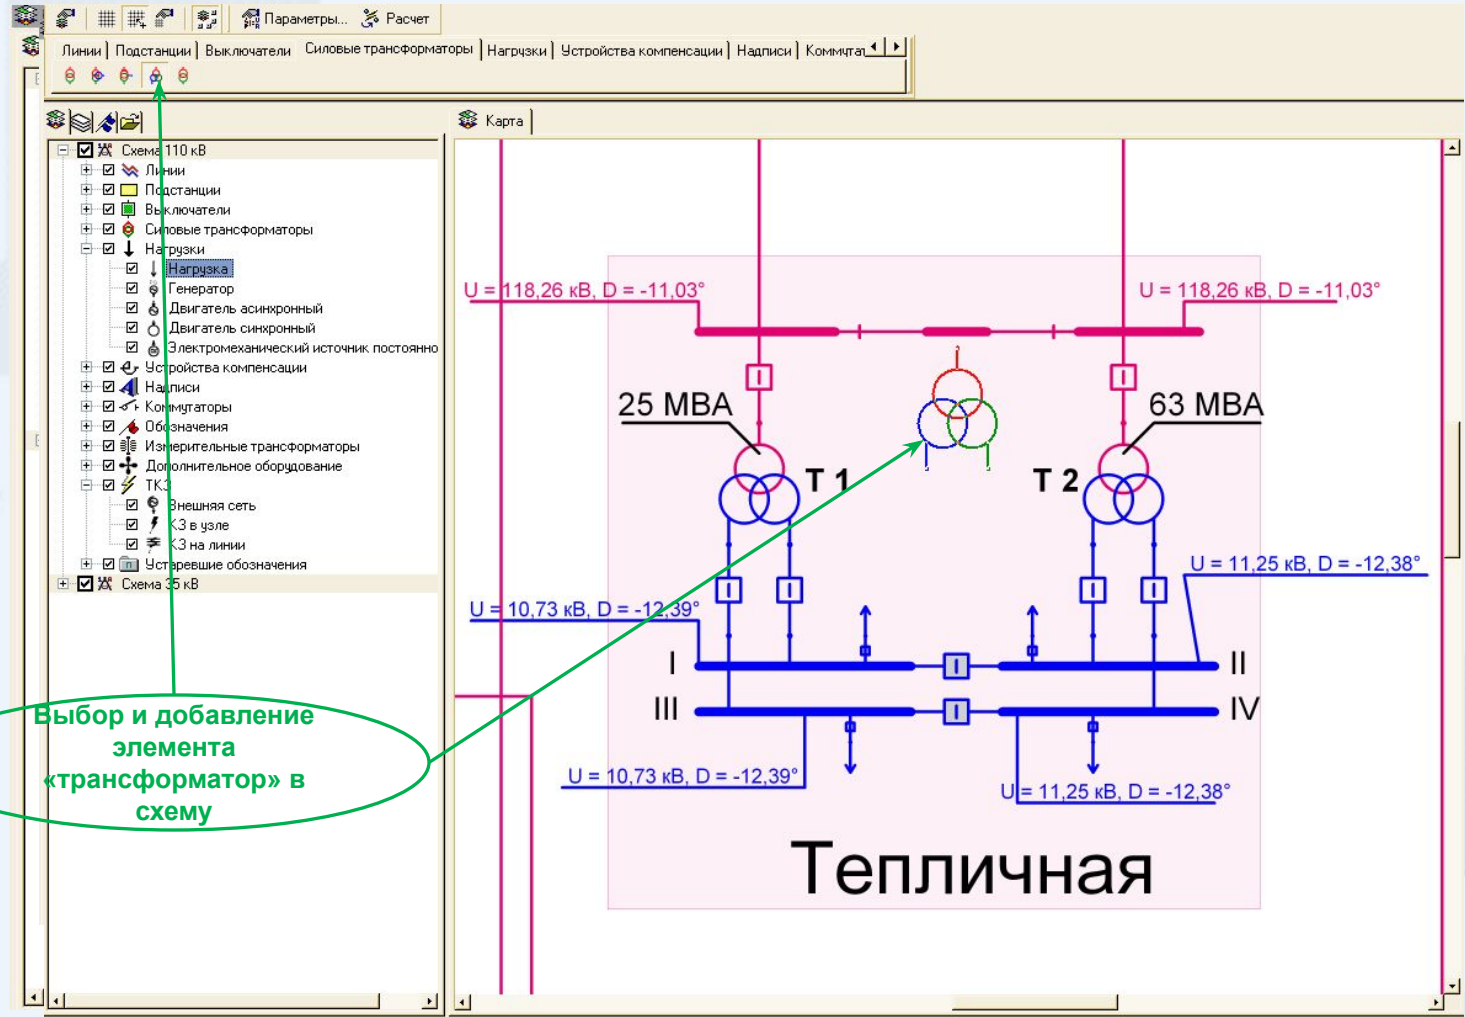 Параметры... Расчет
Линии Подстанции Выключатели Силовые трансформаторы Нагрузки Устройства компенсации Надписи Коммутат
Карта
Схема 110 кВ
Линии
Подстанции
Выключатели
Силовые трансформаторы
Нагрузки
Нагрузка
Генератор
Двигатель асинхронный
Двигатель синхронный
Электромеханический источник постоянно
Устройства компенсации
Надписи
Коммутаторы
Обозначения
Измерительные трансформаторы
Дополнительное оборудование
ТКЗ
Внешняя сеть
КЗ в узле
КЗ на линии
Устаревшие обозначения
Схема 35 кВ
Выбор и добавление
элемента
«трансформатор» в
схему
U = 118,26 кВ, D = -11,03°
U = 118,26 кВ, D = -11,03°
25 МВА
63 МВА
Т 1
Т 2
U = 11,25 кВ, D = -12,38°
U = 10,73 кВ, D = -12,39°
I
II
III
IV
U = 10,73 кВ, D = -12,39°
U = 11,25 кВ, D = -12,38°
Тепличная